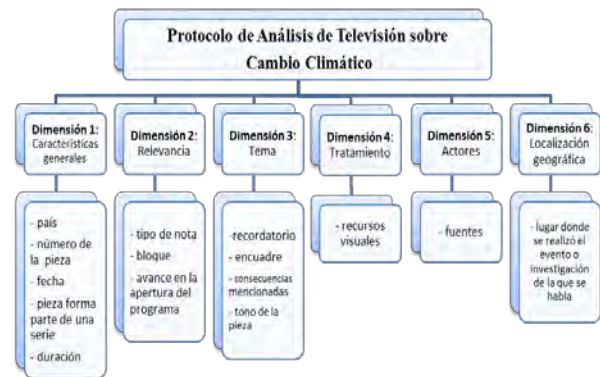 Protocolo de Análisis de Televisión sobre
Cambio Climático
Dimensión 1:
Características
generales
Dimensión 2:
Relevancia
Dimensión 3:
Tema
Dimensión 4:
Tratamiento
Dimensión 5:
Actores
Dimensión 6:
Localización
geográfica
- país
- número de
la pieza
- fecha
- pieza forma
parte de una
serie
- duración
- tipo de nota
- bloque
- avance en la
apertura del
programa
-recordatorio
- encuadre
- consecuencias
mencionadas
- tono de la
pieza
- recursos
visuales
- fuentes
- lugar donde
se realizó el
evento o
investigación
de la que se
habla